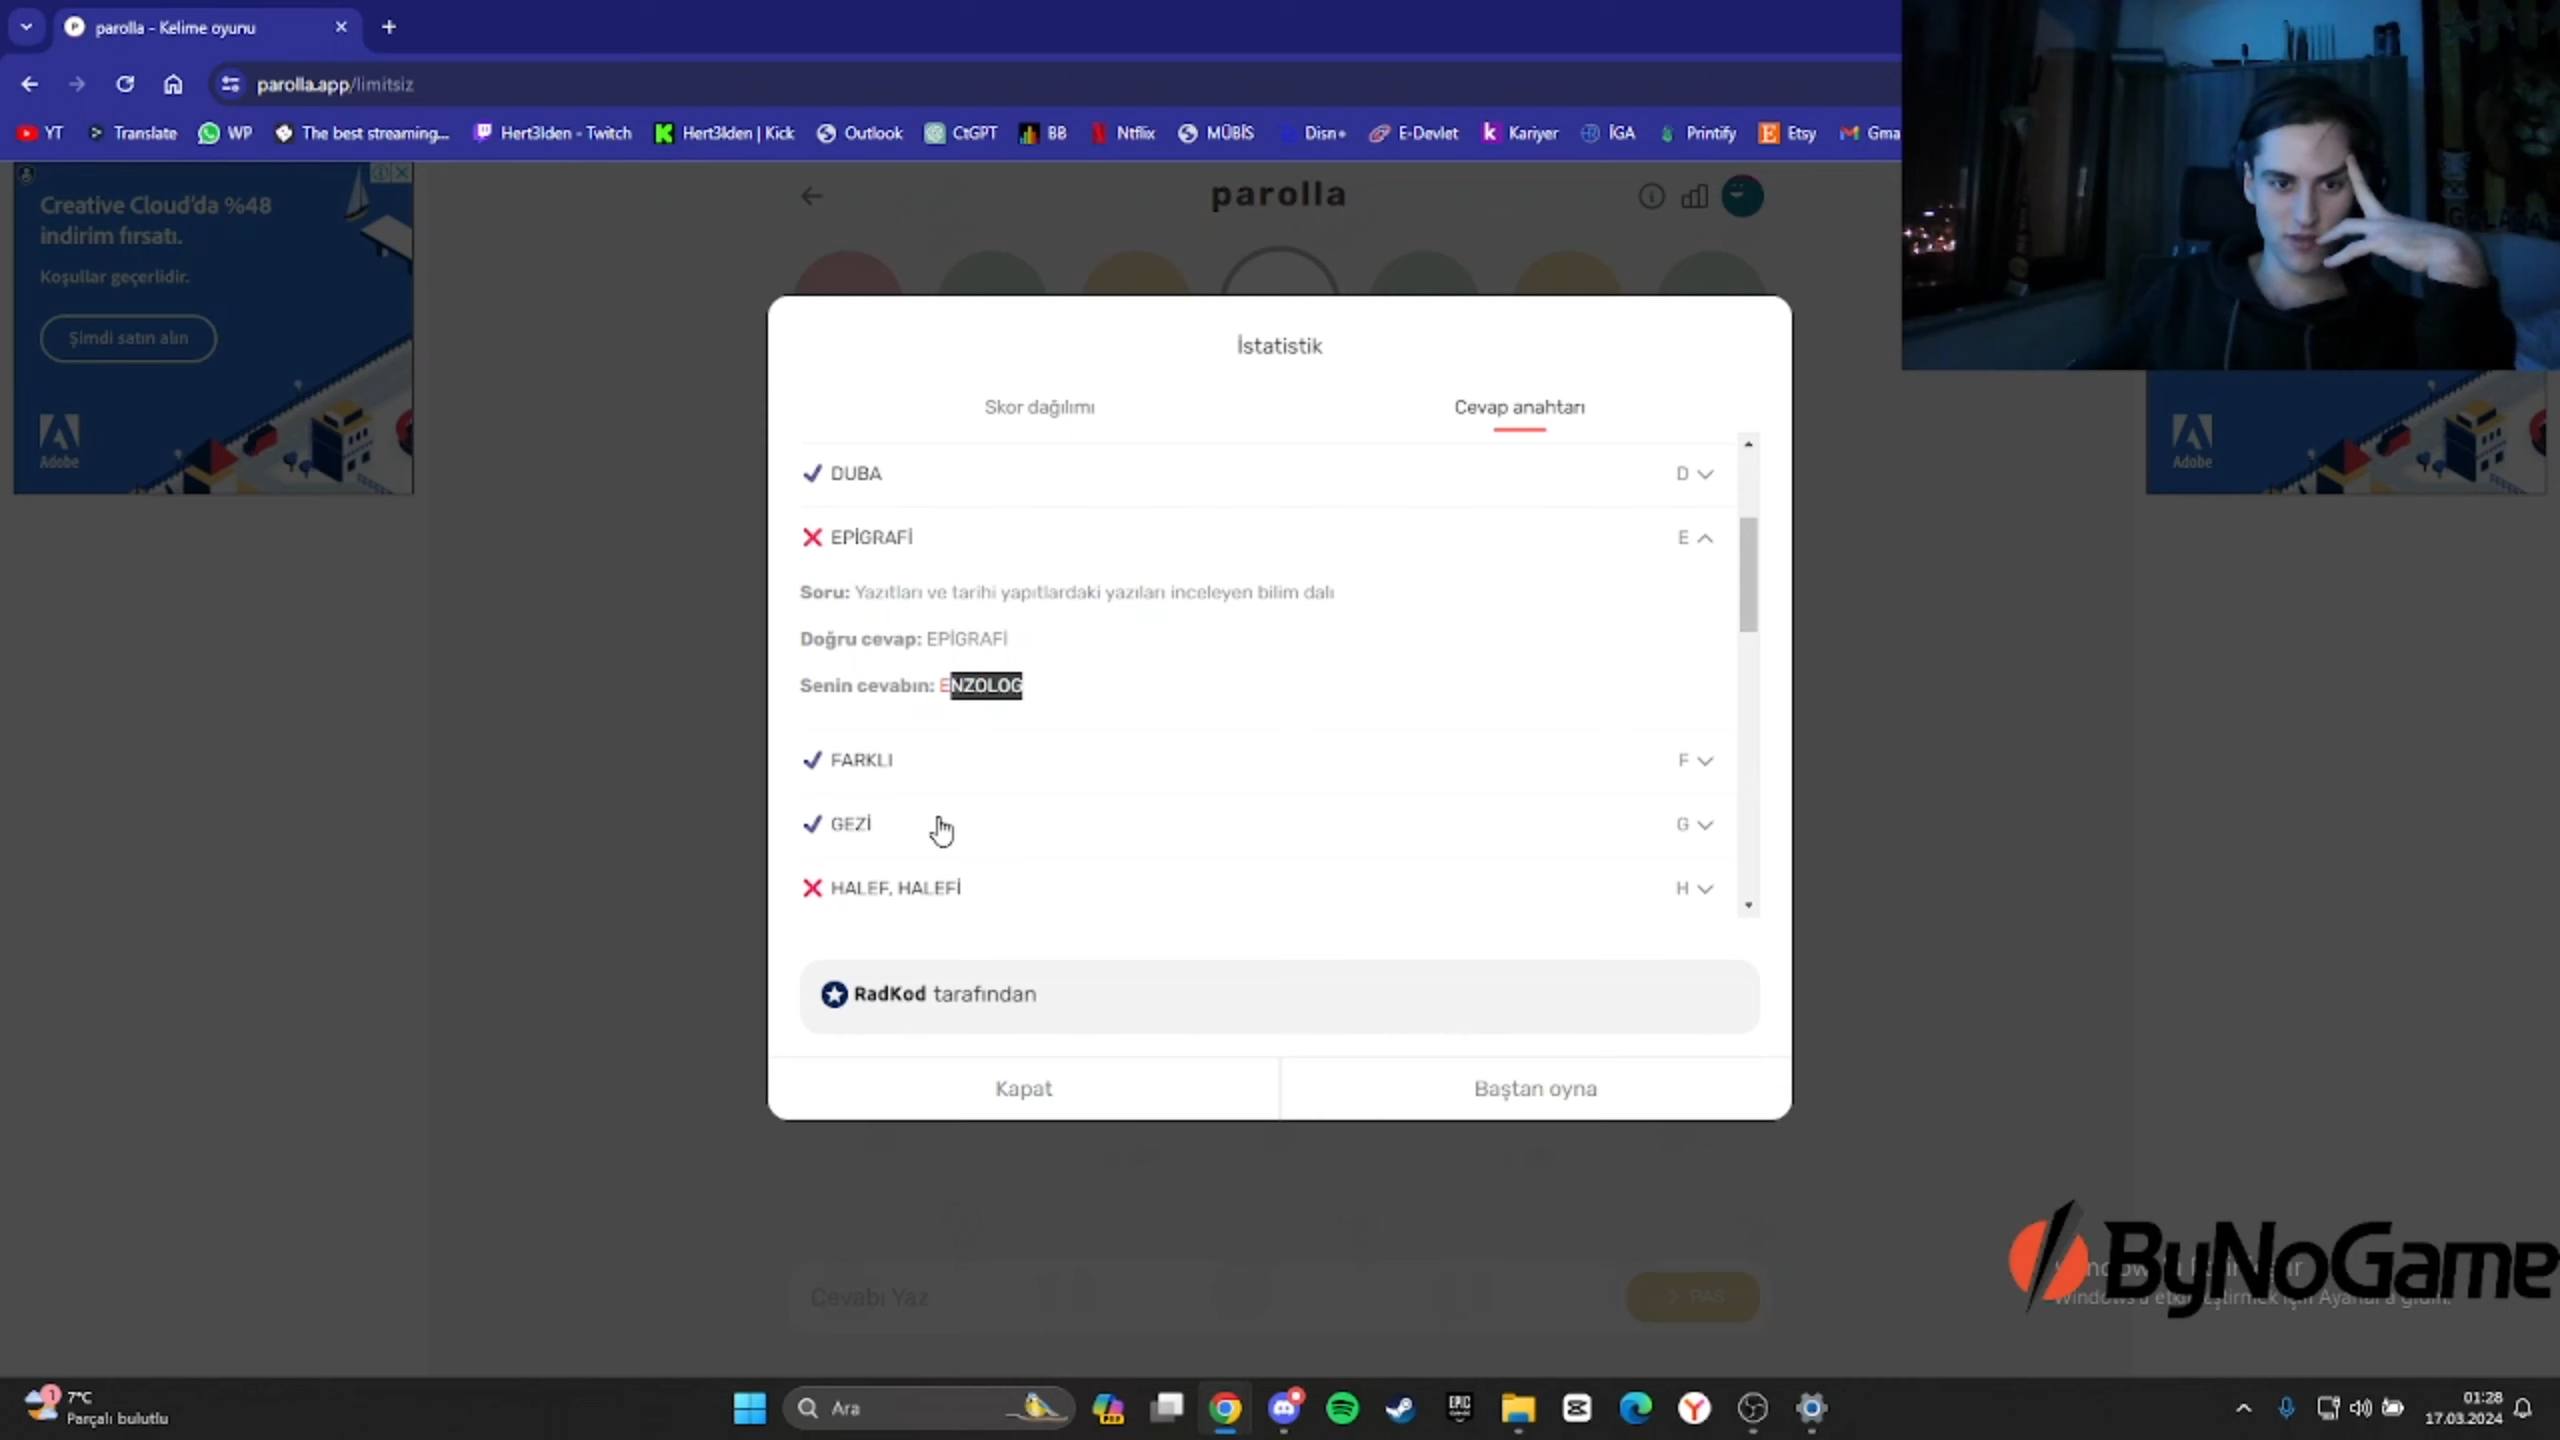 parolla - Kelime oyunu
parolla.app/limitsiz
YT
Translate
WP
The best streaming...
Hert3lden - Twitch
Hert3lden | Kick
Outlook
CtGPT
BB
Ntflix
MÜBİS
Disn+
E-Devlet
Kariyer
İGA
Printify
Etsy
Gma
Creative Cloud'da %48
indirim fırsatı.
Koşullar geçerlidir.
Şimdi satın alın
Adobe
parolla
Adobe
İstatistik
Skor dağılımı
Cevap anahtarı
DUBA
D
EPİGRAFİ
E
Soru: Yazıtları ve tarihi yapıtlardaki yazıları inceleyen bilim dalı
Doğru cevap: EPİGRAFİ
Senin cevabın: ENZOLOG
FARKLI
F
GEZİ
G
HALEF, HALEFİ
H
RadKod tarafından
Kapat
Baştan oyna
Cevabı Yaz
PAS
ByNoGame
7°C
Parçalı bulutlu
Ara
01:28
17.03.2024